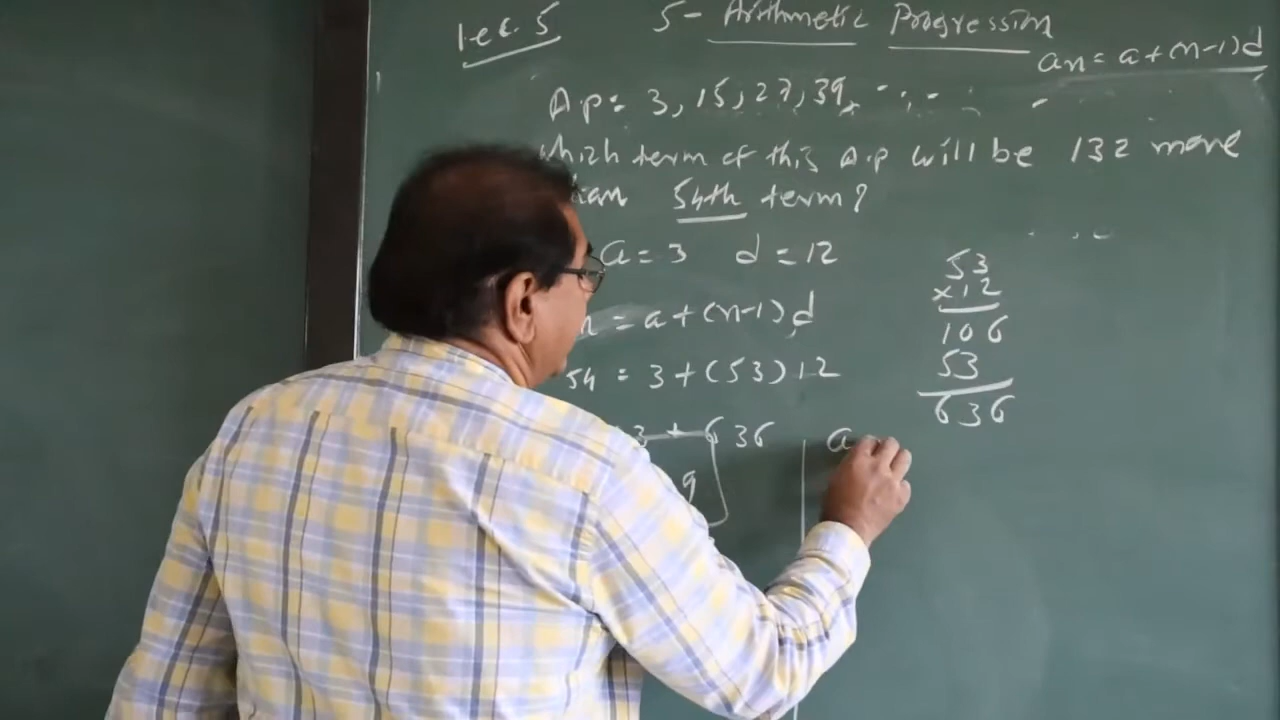 Lec. 5
5- Arithmetic Progression
an = a+(n-1)d
A.P: 3, 15, 27, 39, .....
which term of this A.P will be 132 more
than 54th term?
a = 3 d = 12
n = a+(n-1)d
54 = 3+(53)12
3 + 636
9
53
×12
106
53
636
a